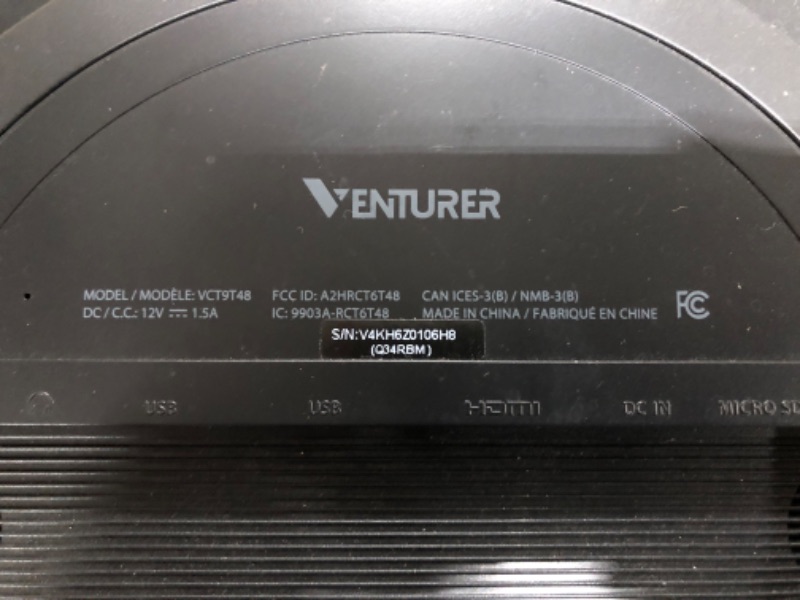 VENTURER
MODEL / MODÈLE: VCT9T48 FCC ID: A2HRCT6T48 CAN ICES-3(B) / NMB-3(B)
DC / C.C.: 12V ⎓ 1.5A IC: 9903A-RCT6T48 MADE IN CHINA / FABRIQUÉ EN CHINE
FC
S/N:V4KH6Z0106H8
(Q34RBM)
USB USB HDMI DC IN MICRO SD